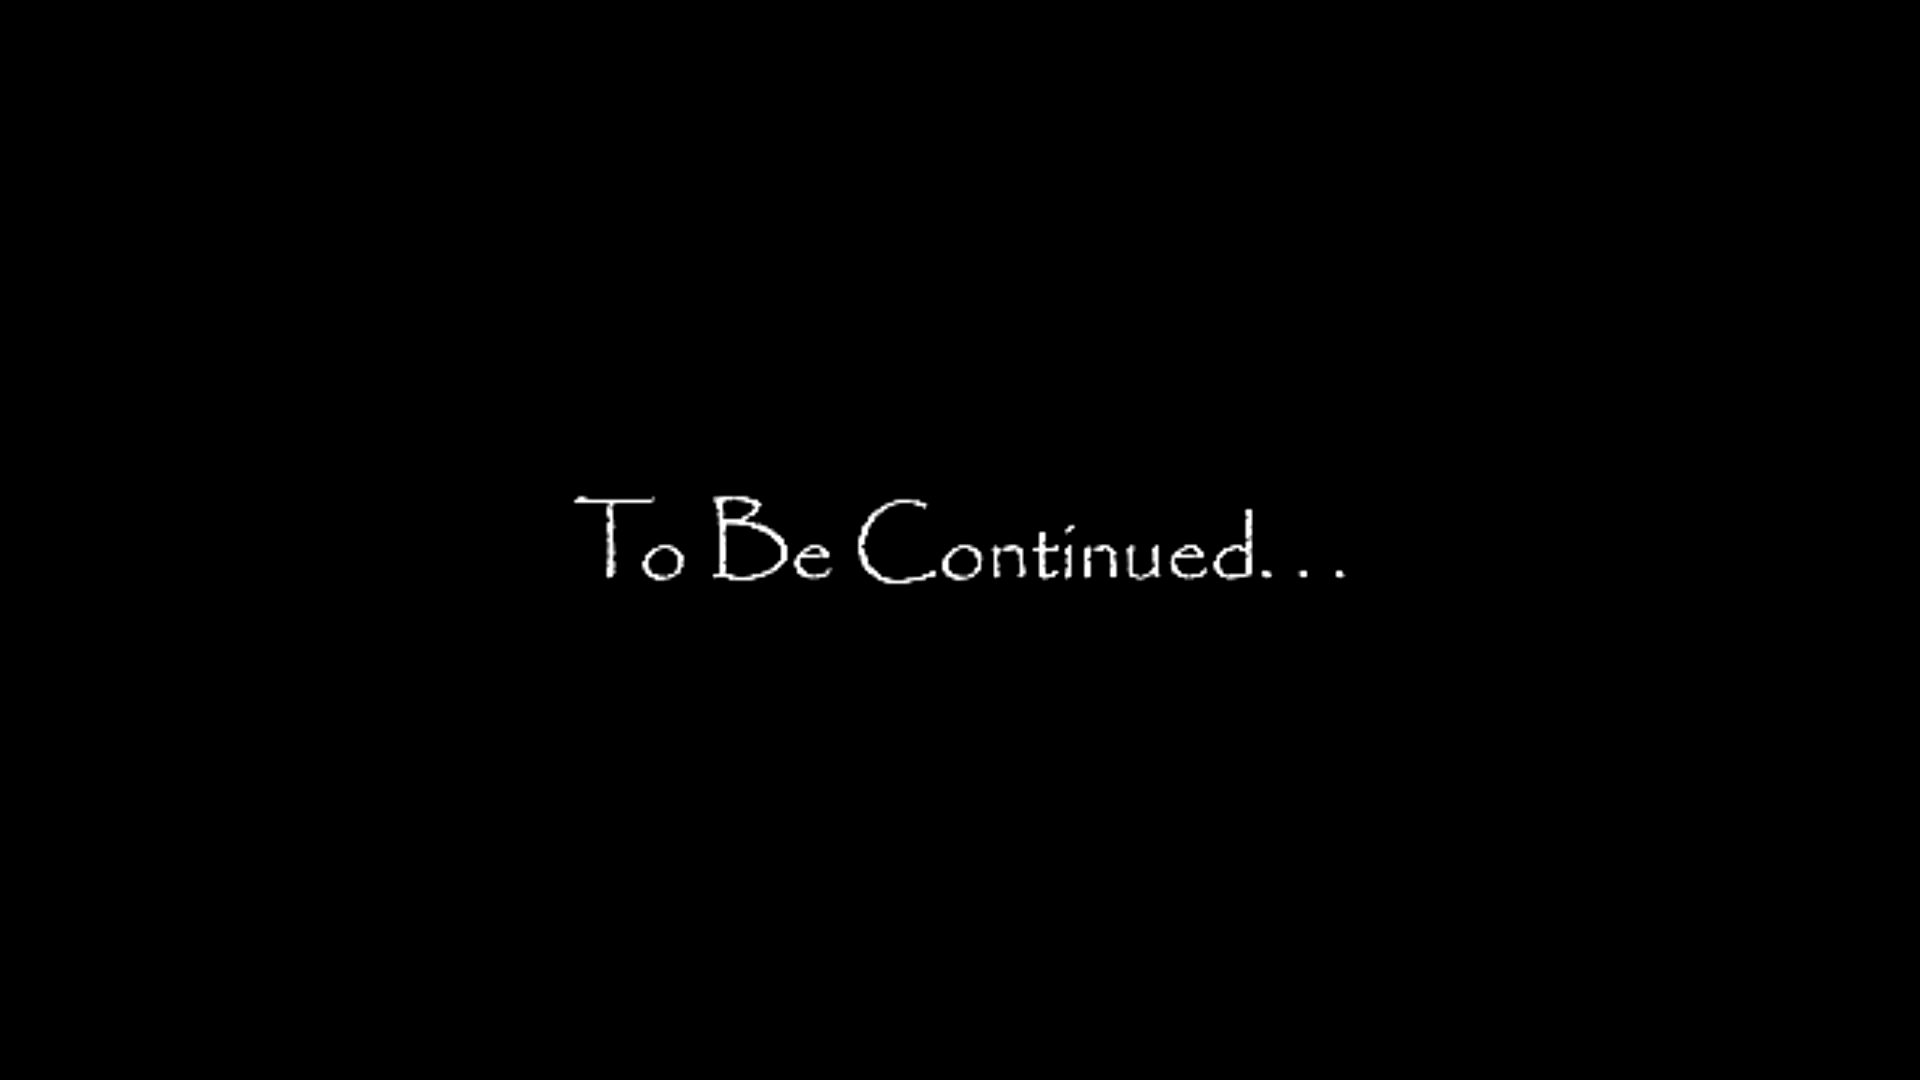 To Be Continued. . .